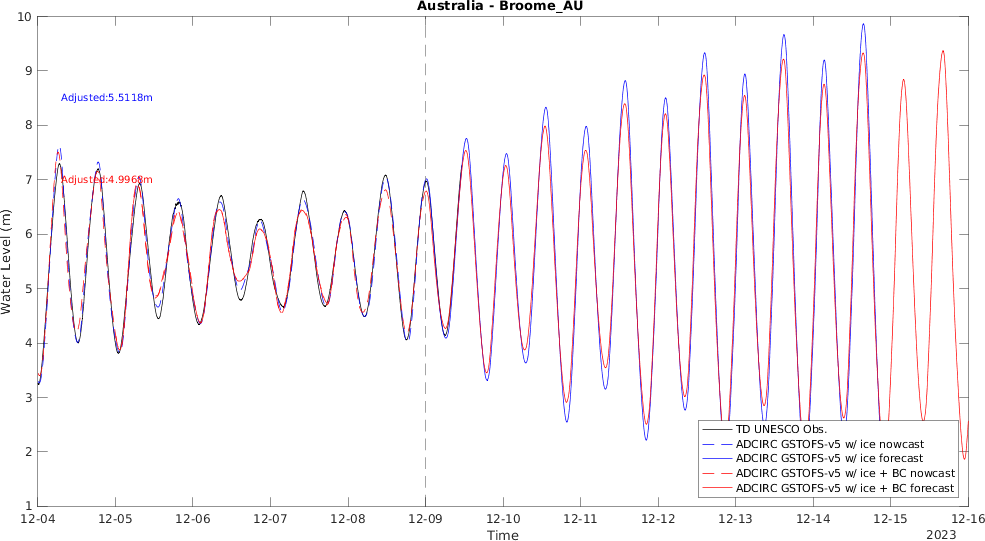 Australia - Broome_AU
10
9
8
7
6
5
4
3
2
1
Water Level (m)
Adjusted:5.5118m
Adjusted:4.9968m
TD UNESCO Obs.
ADCIRC GSTOFS-v5 w/ ice nowcast
ADCIRC GSTOFS-v5 w/ ice forecast
ADCIRC GSTOFS-v5 w/ ice + BC nowcast
ADCIRC GSTOFS-v5 w/ ice + BC forecast
12-04 12-05 12-06 12-07 12-08 12-09 12-10 12-11 12-12 12-13 12-14 12-15 12-16
Time
2023